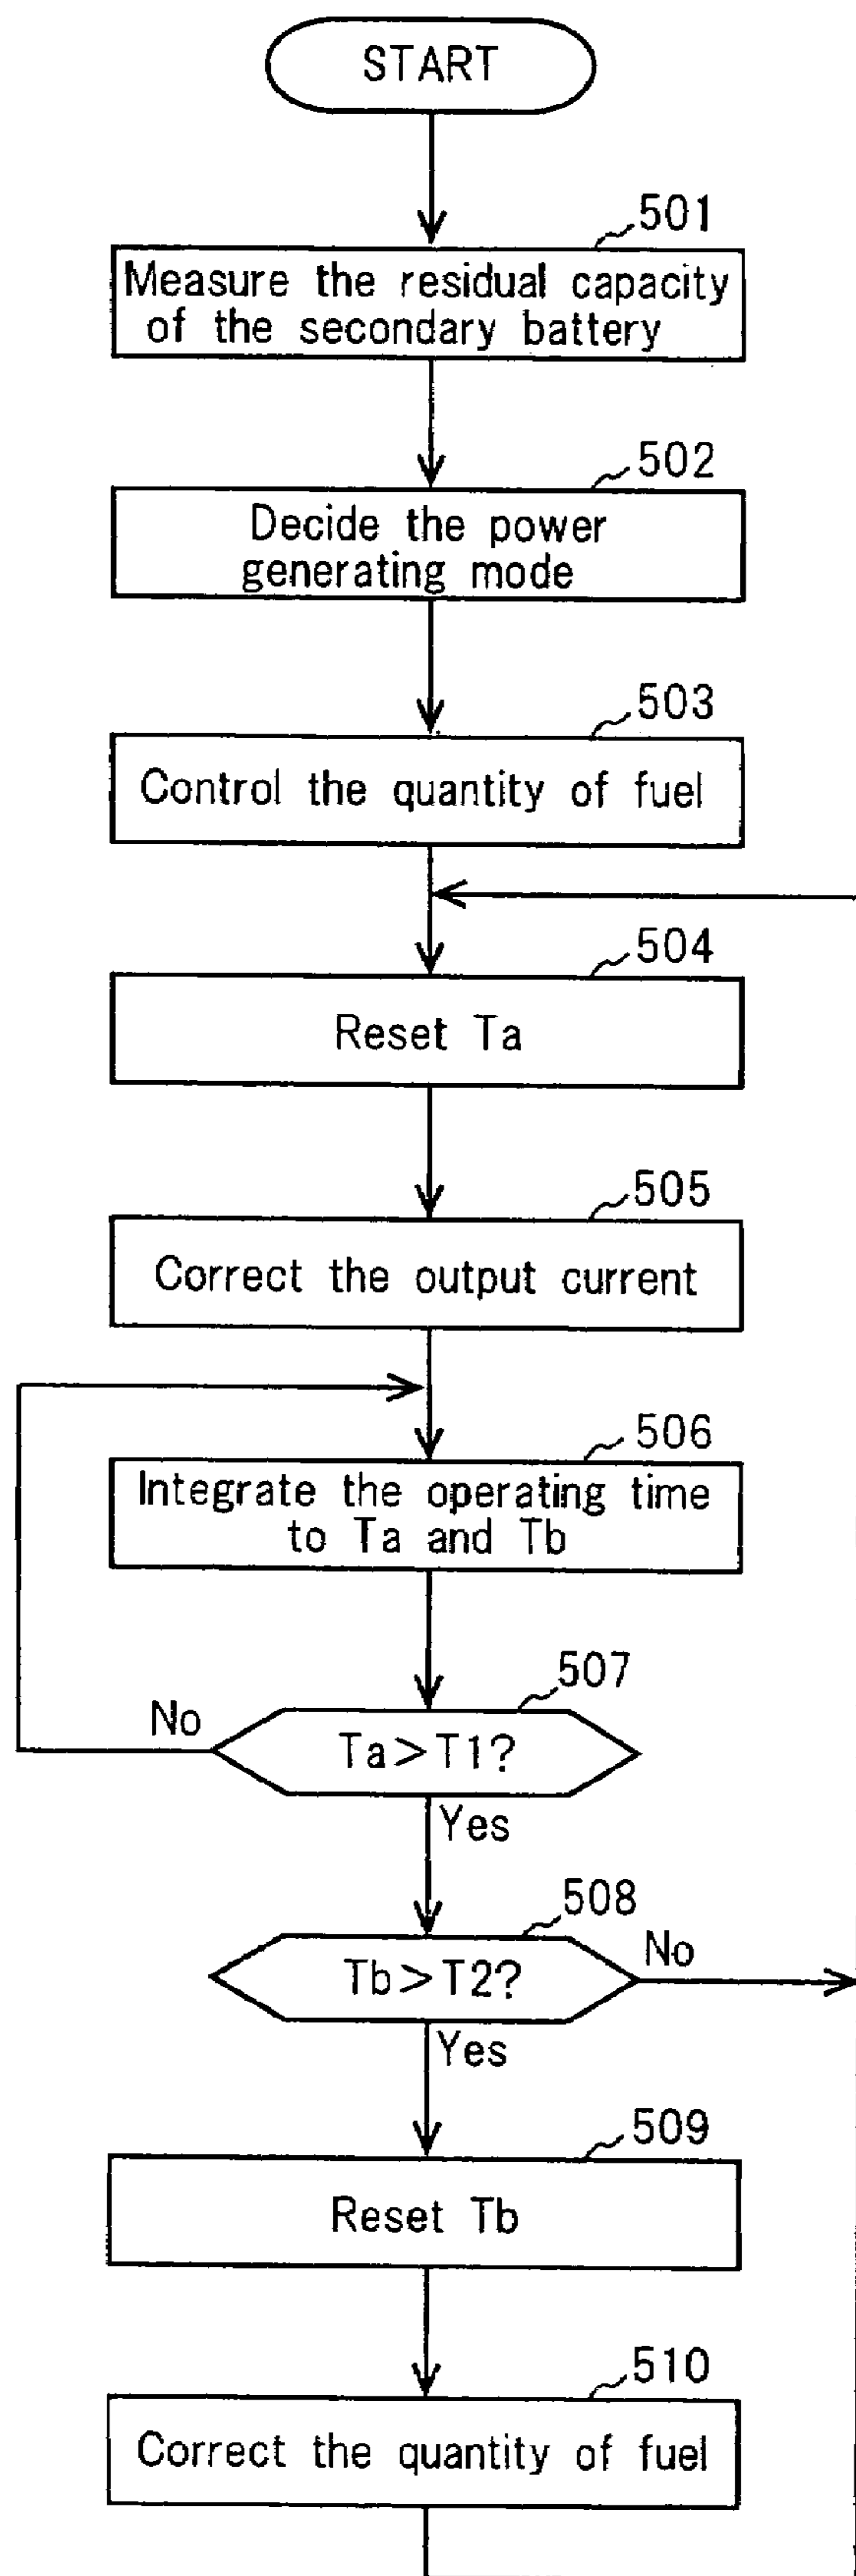 START
501
Measure the residual capacity
of the secondary battery
502
Decide the power
generating mode
503
Control the quantity of fuel
504
Reset Ta
505
Correct the output current
506
Integrate the operating time
to Ta and Tb
507
No
Ta>T1?
Yes
508
No
Tb>T2?
Yes
509
Reset Tb
510
Correct the quantity of fuel